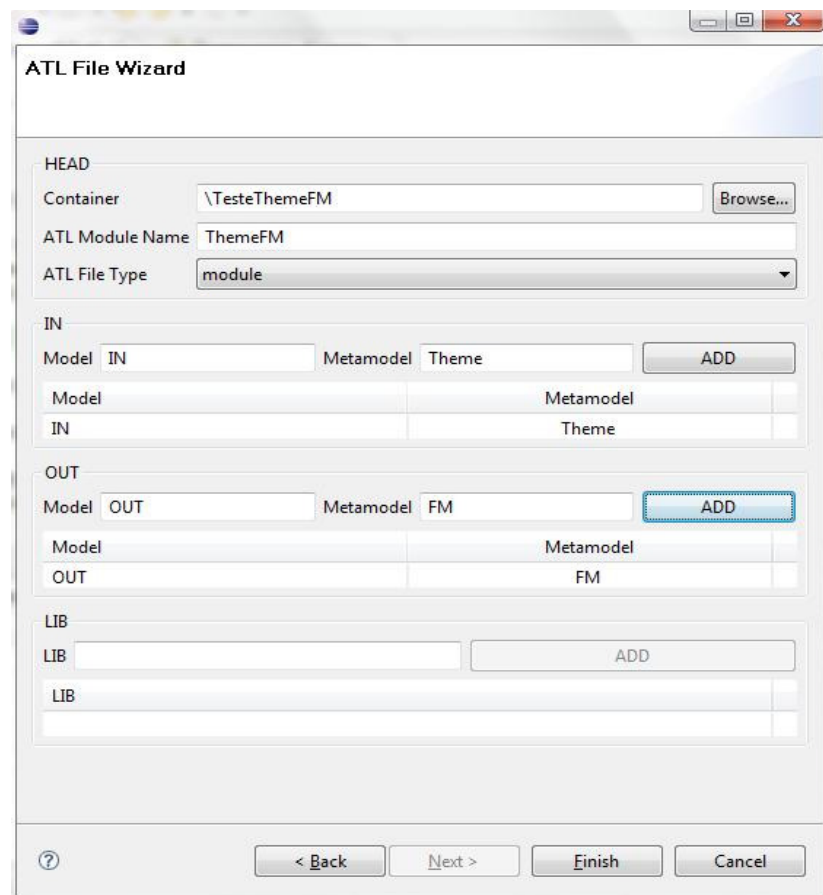 ATL File Wizard
HEAD
Container \TesteThemeFM Browse...
ATL Module Name ThemeFM
ATL File Type module
IN
Model IN Metamodel Theme ADD
Model Metamodel
IN Theme
OUT
Model OUT Metamodel FM ADD
Model Metamodel
OUT FM
LIB
LIB ADD
LIB
? < Back Next > Finish Cancel